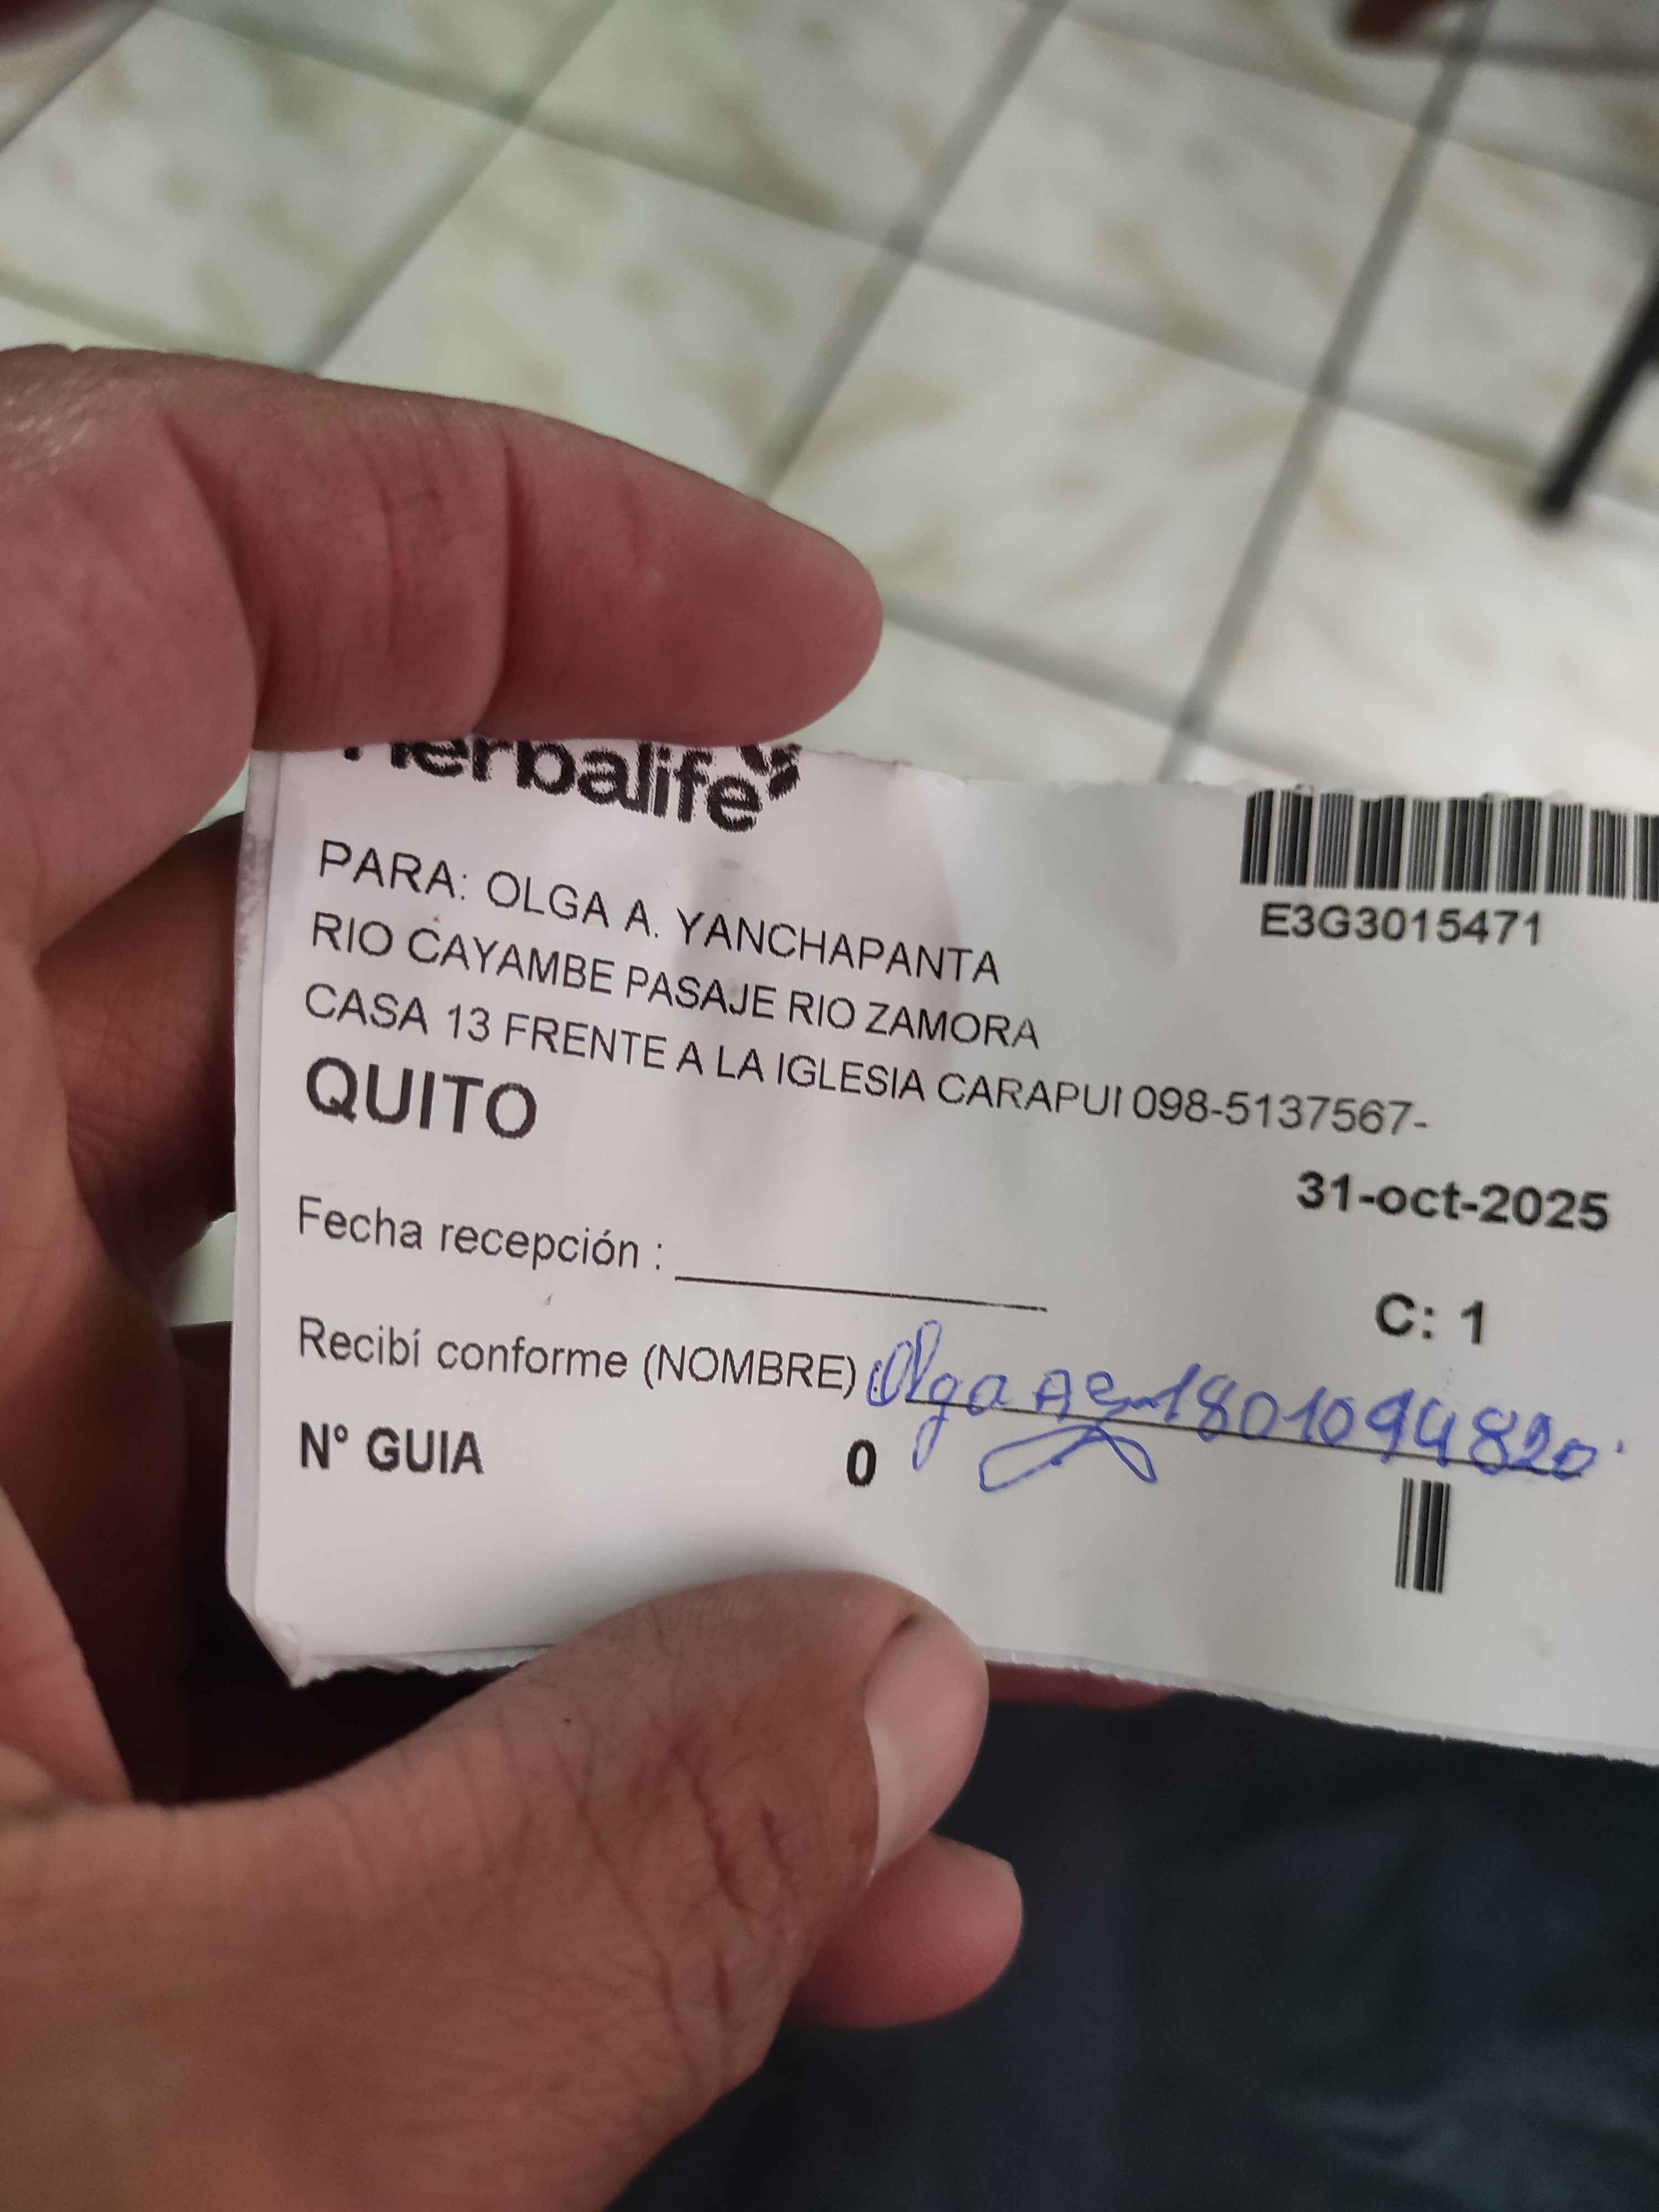 Herbalife
E3G3015471
PARA: OLGA A. YANCHAPANTA
RIO CAYAMBE PASAJE RIO ZAMORA
CASA 13 FRENTE A LA IGLESIA CARAPUI 098-5137567-
QUITO
31-oct-2025
Fecha recepción :
C: 1
Recibí conforme (NOMBRE) : Olga 1801094820
N° GUIA 0